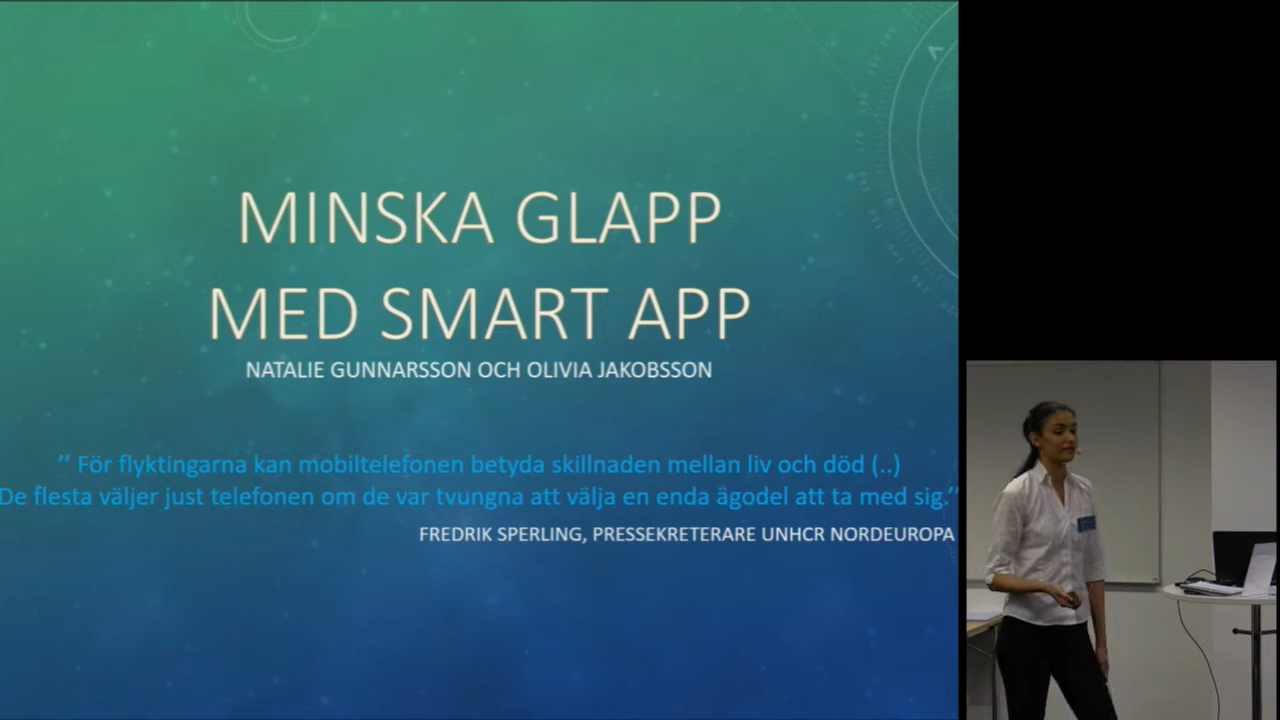 MINSKA GLAPP
MED SMART APP
NATALIE GUNNARSSON OCH OLIVIA JAKOBSSON
’’ För flyktingarna kan mobiltelefonen betyda skillnaden mellan liv och död (..)
De flesta väljer just telefonen om de var tvungna att välja en enda ägodel att ta med sig.’’
FREDRIK SPERLING, PRESSEKRETERARE UNHCR NORDEUROPA